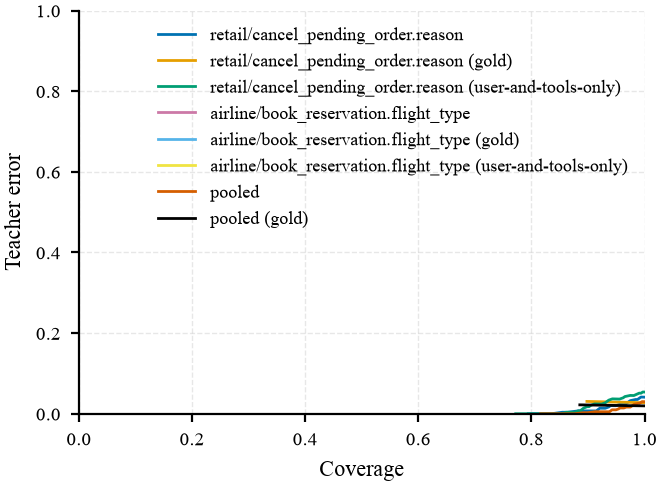 1.0
0.8
0.6
0.4
0.2
0.0
Teacher error
retail/cancel_pending_order.reason
retail/cancel_pending_order.reason (gold)
retail/cancel_pending_order.reason (user-and-tools-only)
airline/book_reservation.flight_type
airline/book_reservation.flight_type (gold)
airline/book_reservation.flight_type (user-and-tools-only)
pooled
pooled (gold)
0.0 0.2 0.4 0.6 0.8 1.0
Coverage